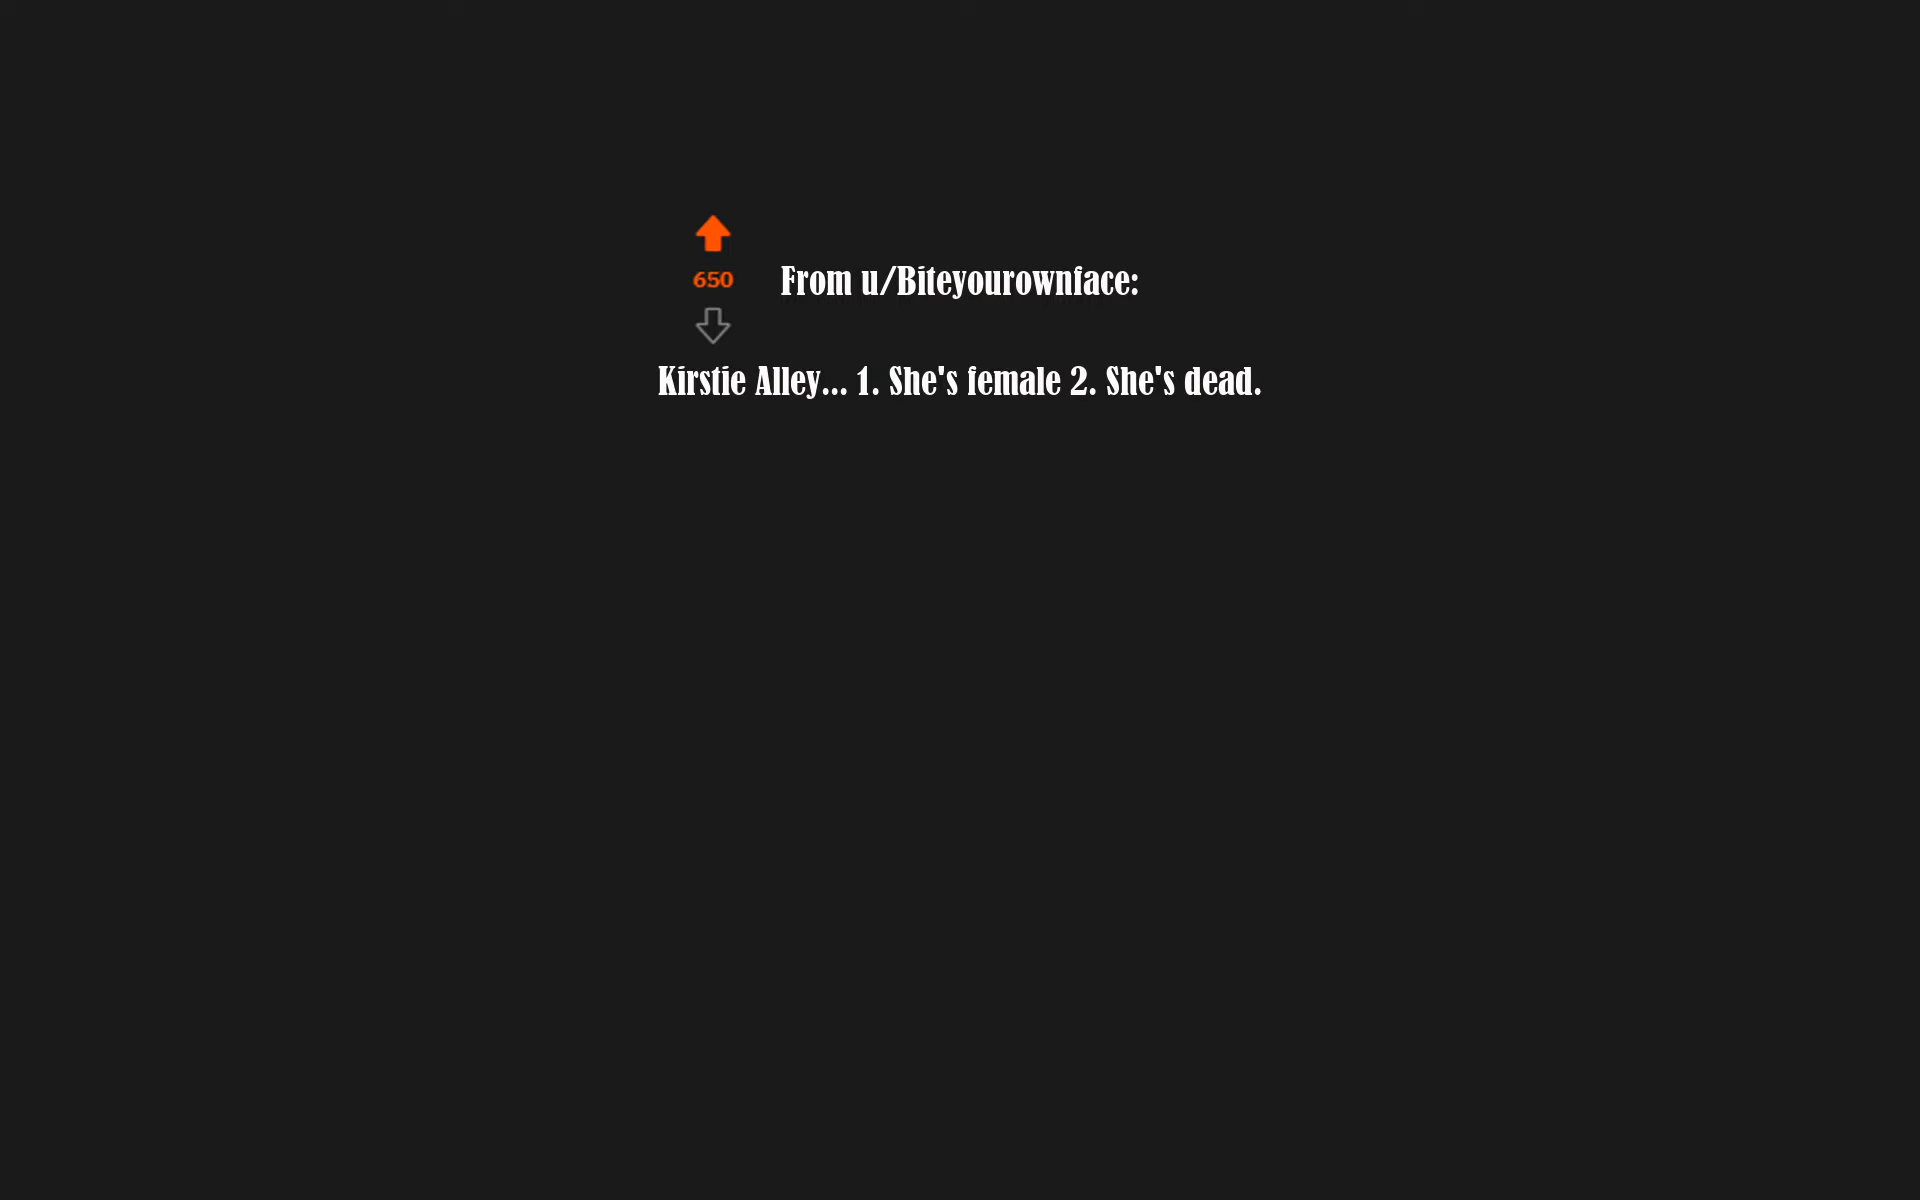 650
From u/Biteyourownface:
Kirstie Alley... 1. She's female 2. She's dead.